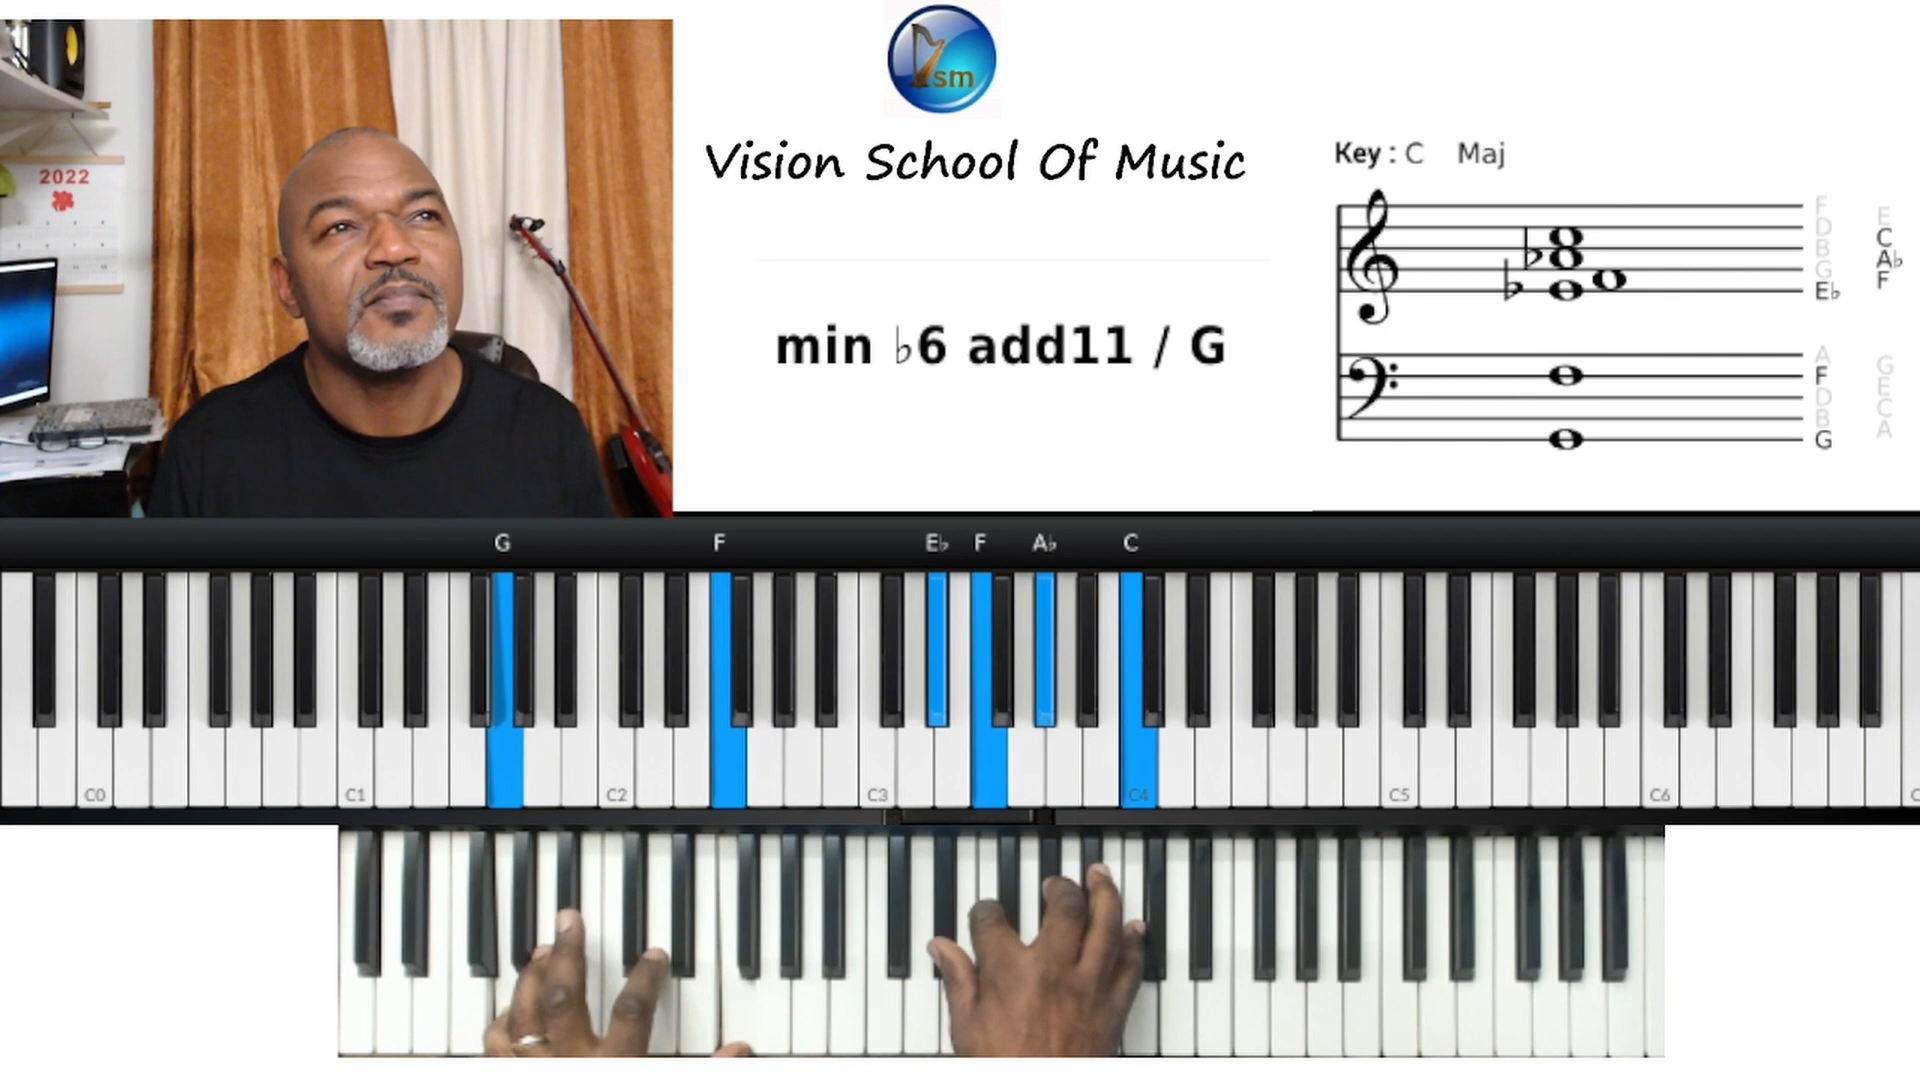 2022
sm
Vision School Of Music
Key : C Maj
min ♭6 add11 / G
F
D
B
G
E♭
E
C
A♭
F
A
F
D
B
G
G
E
C
A
G F E♭ F A♭ C
C0 C1 C2 C3 C4 C5 C6 C